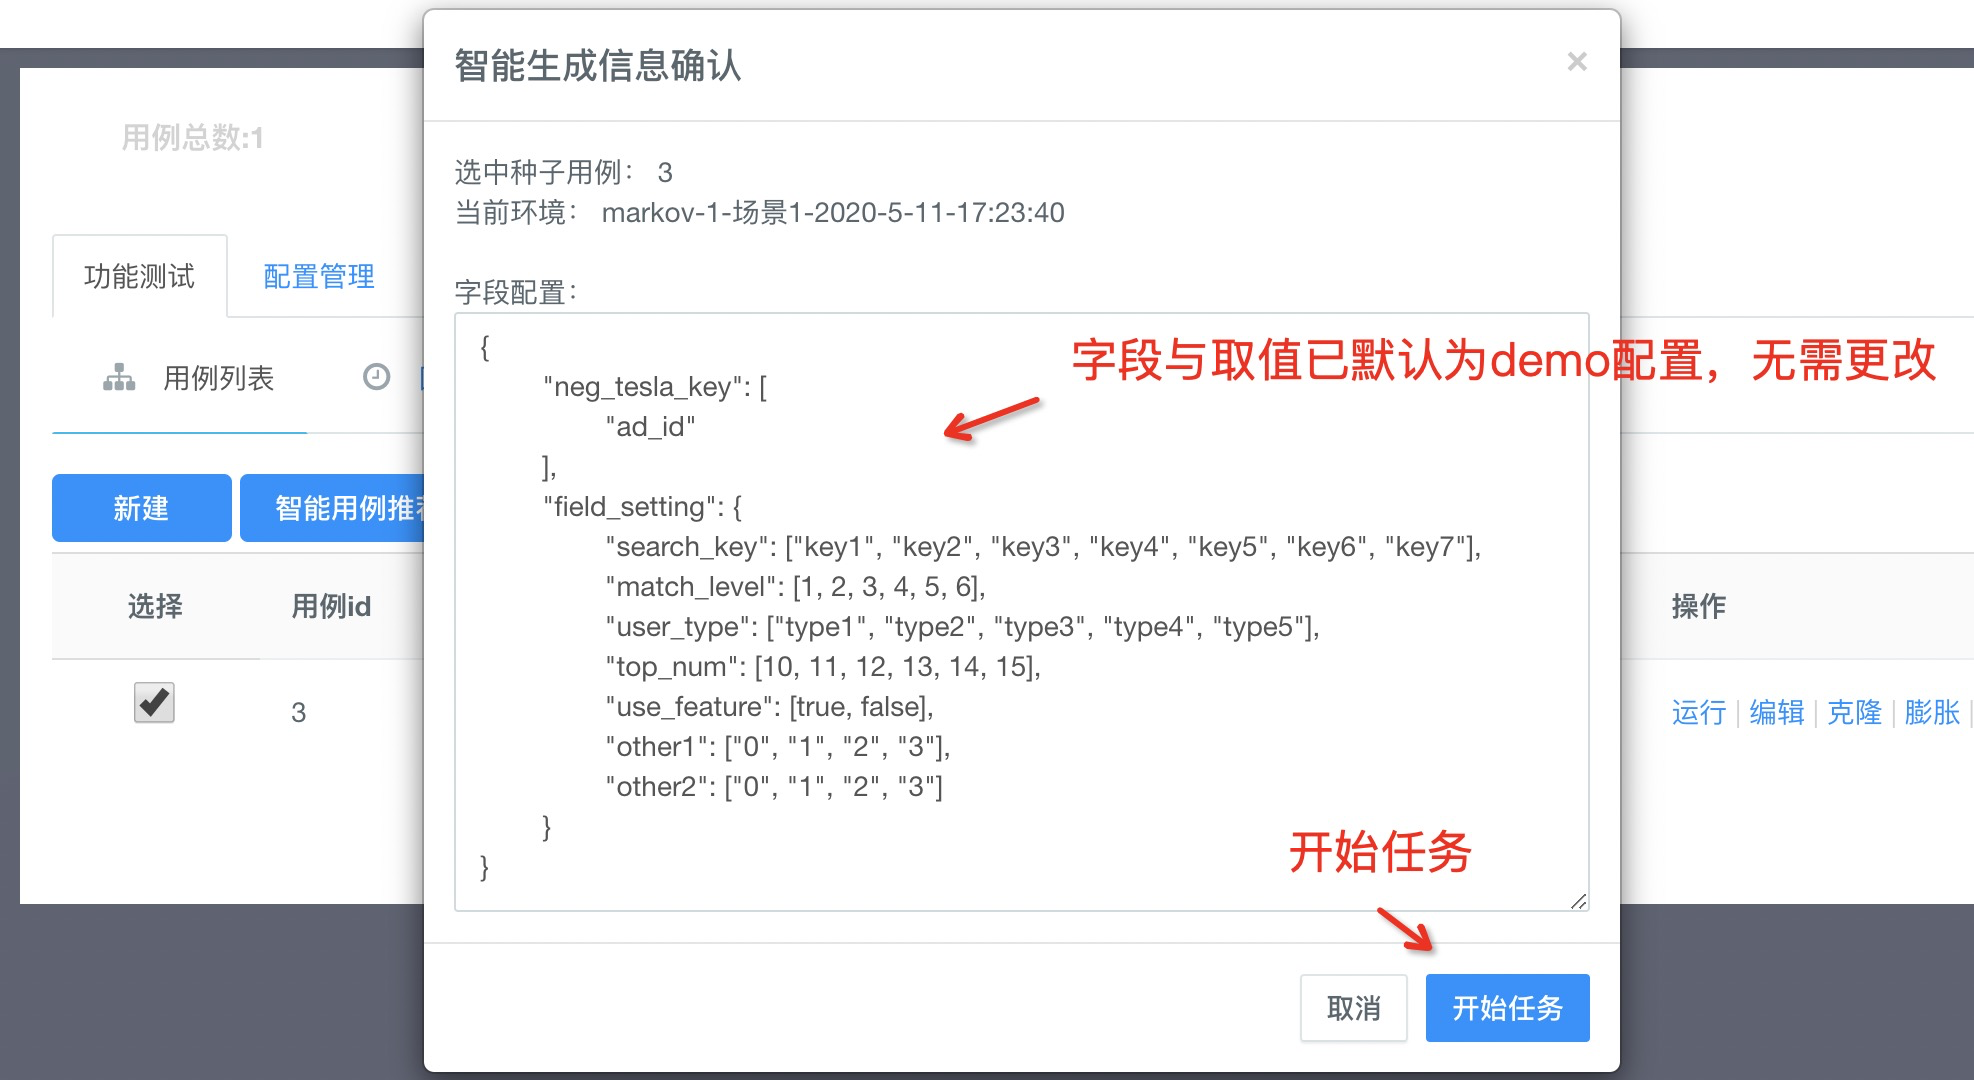 智能生成信息确认
×
用例总数:1
选中种子用例： 3
当前环境： markov-1-场景1-2020-5-11-17:23:40
功能测试
配置管理
字段配置：
用例列表
{
"neg_tesla_key": [
"ad_id"
],
"field_setting": {
"search_key": ["key1", "key2", "key3", "key4", "key5", "key6", "key7"],
"match_level": [1, 2, 3, 4, 5, 6],
"user_type": ["type1", "type2", "type3", "type4", "type5"],
"top_num": [10, 11, 12, 13, 14, 15],
"use_feature": [true, false],
"other1": ["0", "1", "2", "3"],
"other2": ["0", "1", "2", "3"]
}
}
字段与取值已默认为demo配置，无需更改
开始任务
新建
智能用例推
选择
用例id
操作
3
运行 | 编辑 | 克隆 | 膨胀 |
取消
开始任务